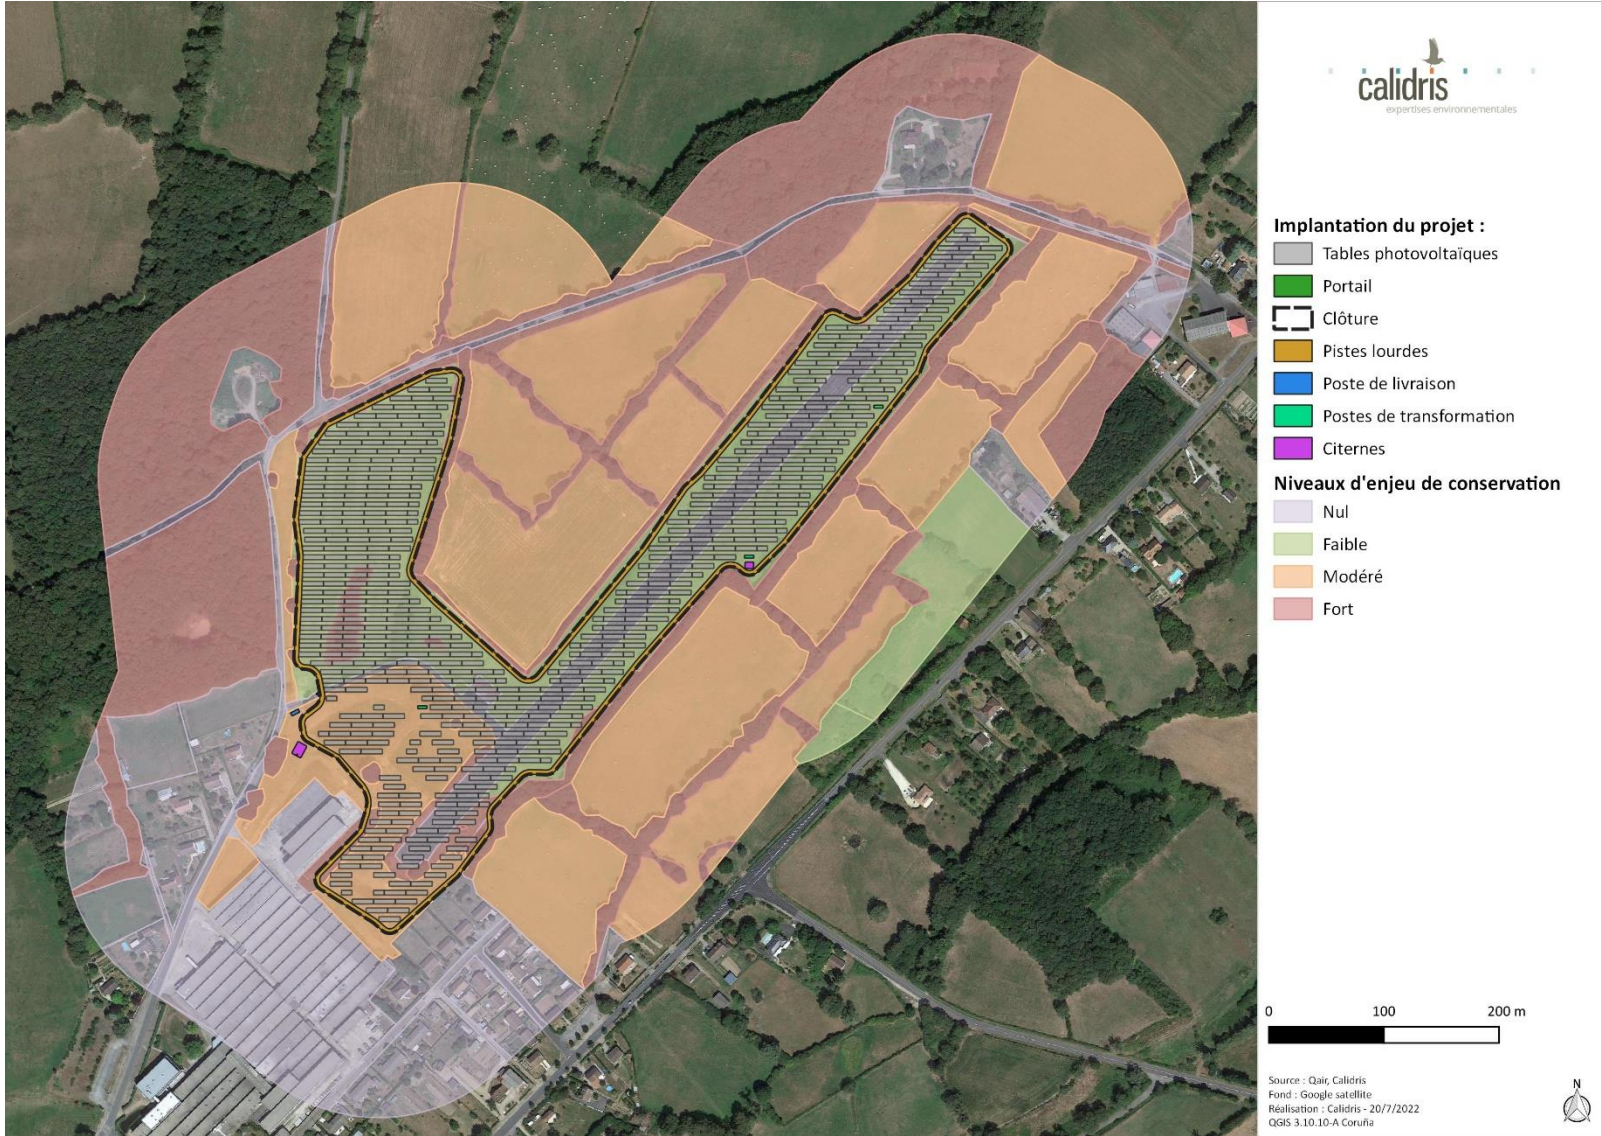 calidris
expertises environnementales
Implantation du projet :
Tables photovoltaïques
Portail
Clôture
Pistes lourdes
Poste de livraison
Postes de transformation
Citernes
Niveaux d'enjeu de conservation
Nul
Faible
Modéré
Fort
0 100 200 m
Source : Qair, Calidris
Fond : Google satellite
Réalisation : Calidris - 20/7/2022
QGIS 3.10.10-A Coruña
N